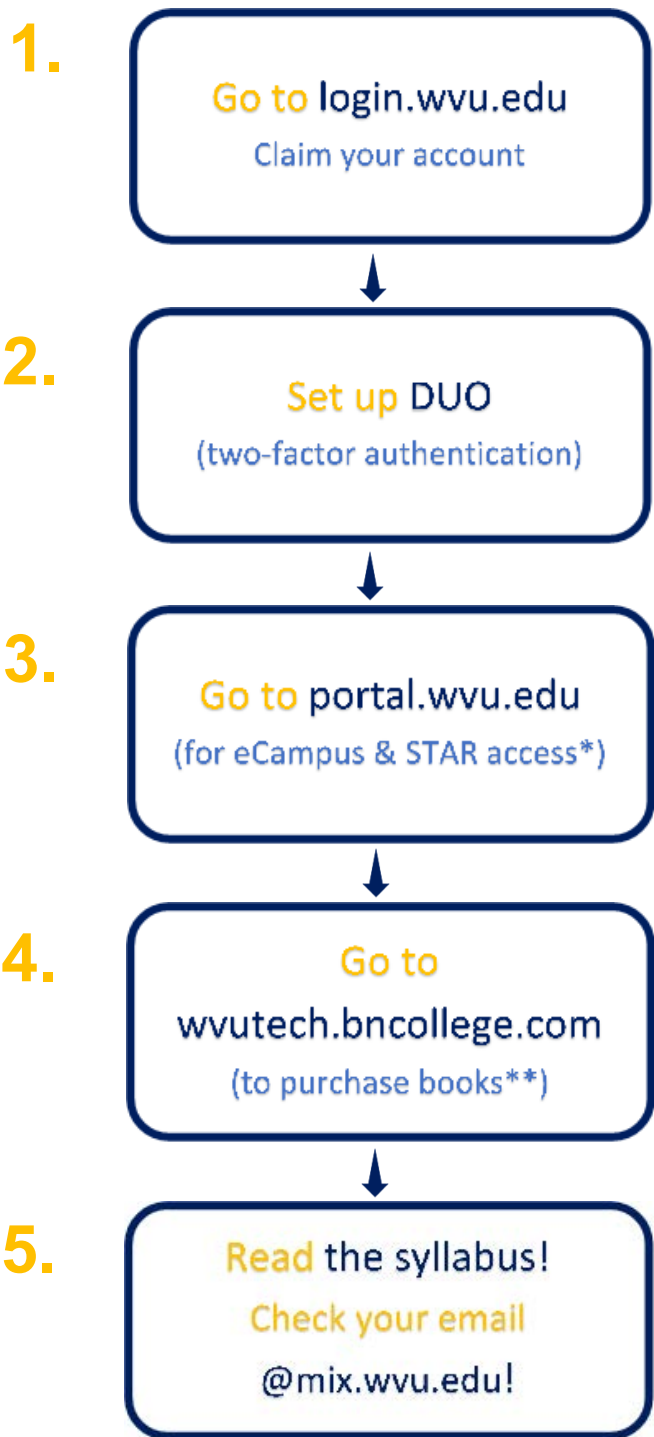 1.
Go to login.wvu.edu
Claim your account
2.
Set up DUO
(two-factor authentication)
3.
Go to portal.wvu.edu
(for eCampus & STAR access*)
4.
Go to
wvutech.bncollege.com
(to purchase books**)
5.
Read the syllabus!
Check your email
@mix.wvu.edu!